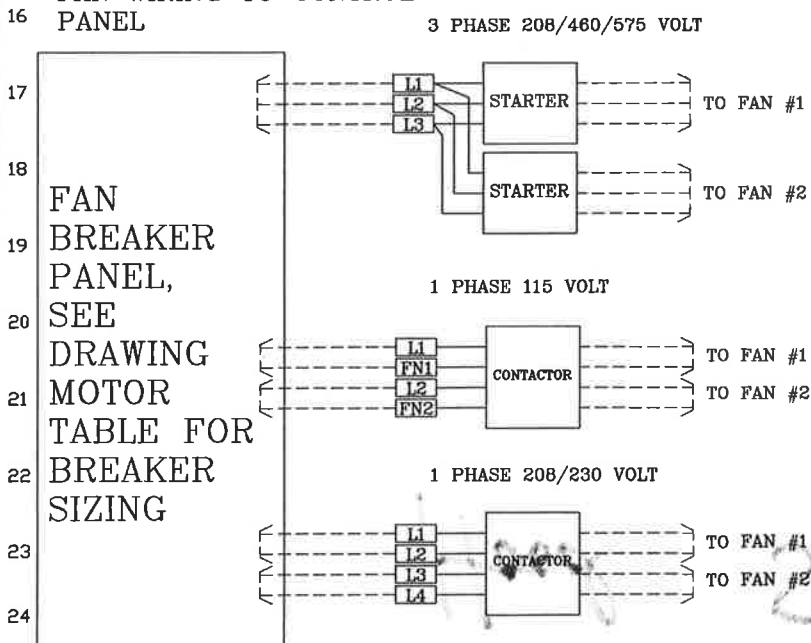 16 PANEL
3 PHASE 208/460/575 VOLT
17
L1
L2
L3
STARTER
TO FAN #1
18
STARTER
TO FAN #2
FAN
19 BREAKER
PANEL,
1 PHASE 115 VOLT
20 SEE
DRAWING
21 MOTOR
TABLE FOR
22 BREAKER
SIZING
L1
FN1
L2
FN2
CONTACTOR
TO FAN #1
TO FAN #2
1 PHASE 208/230 VOLT
23
24
L1
L2
L3
L4
CONTACTOR
TO FAN #1
TO FAN #2